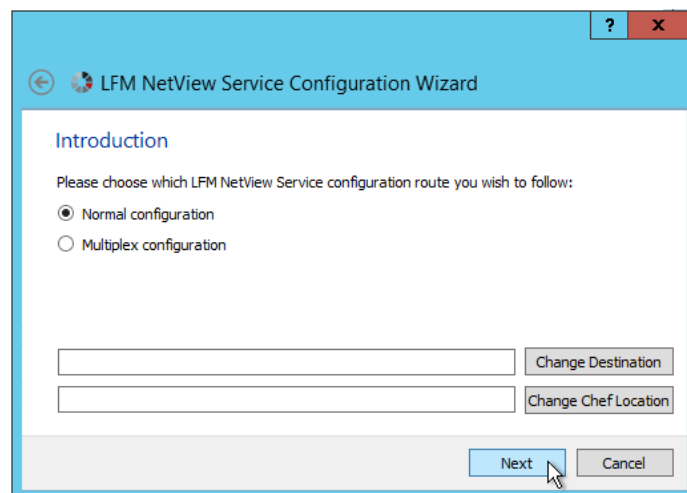 ? x
LFM NetView Service Configuration Wizard
Introduction
Please choose which LFM NetView Service configuration route you wish to follow:
Normal configuration
Multiplex configuration
Change Destination
Change Chef Location
Next Cancel